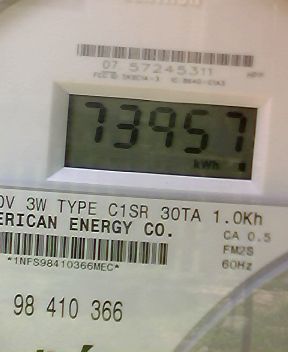 07 57245311
73957
kWh
0V 3W TYPE C1SR 30TA 1.0Kh
ERICAN ENERGY CO.
CA 0.5
FM2S
60Hz
*1NFS98410366MEC*
98 410 366